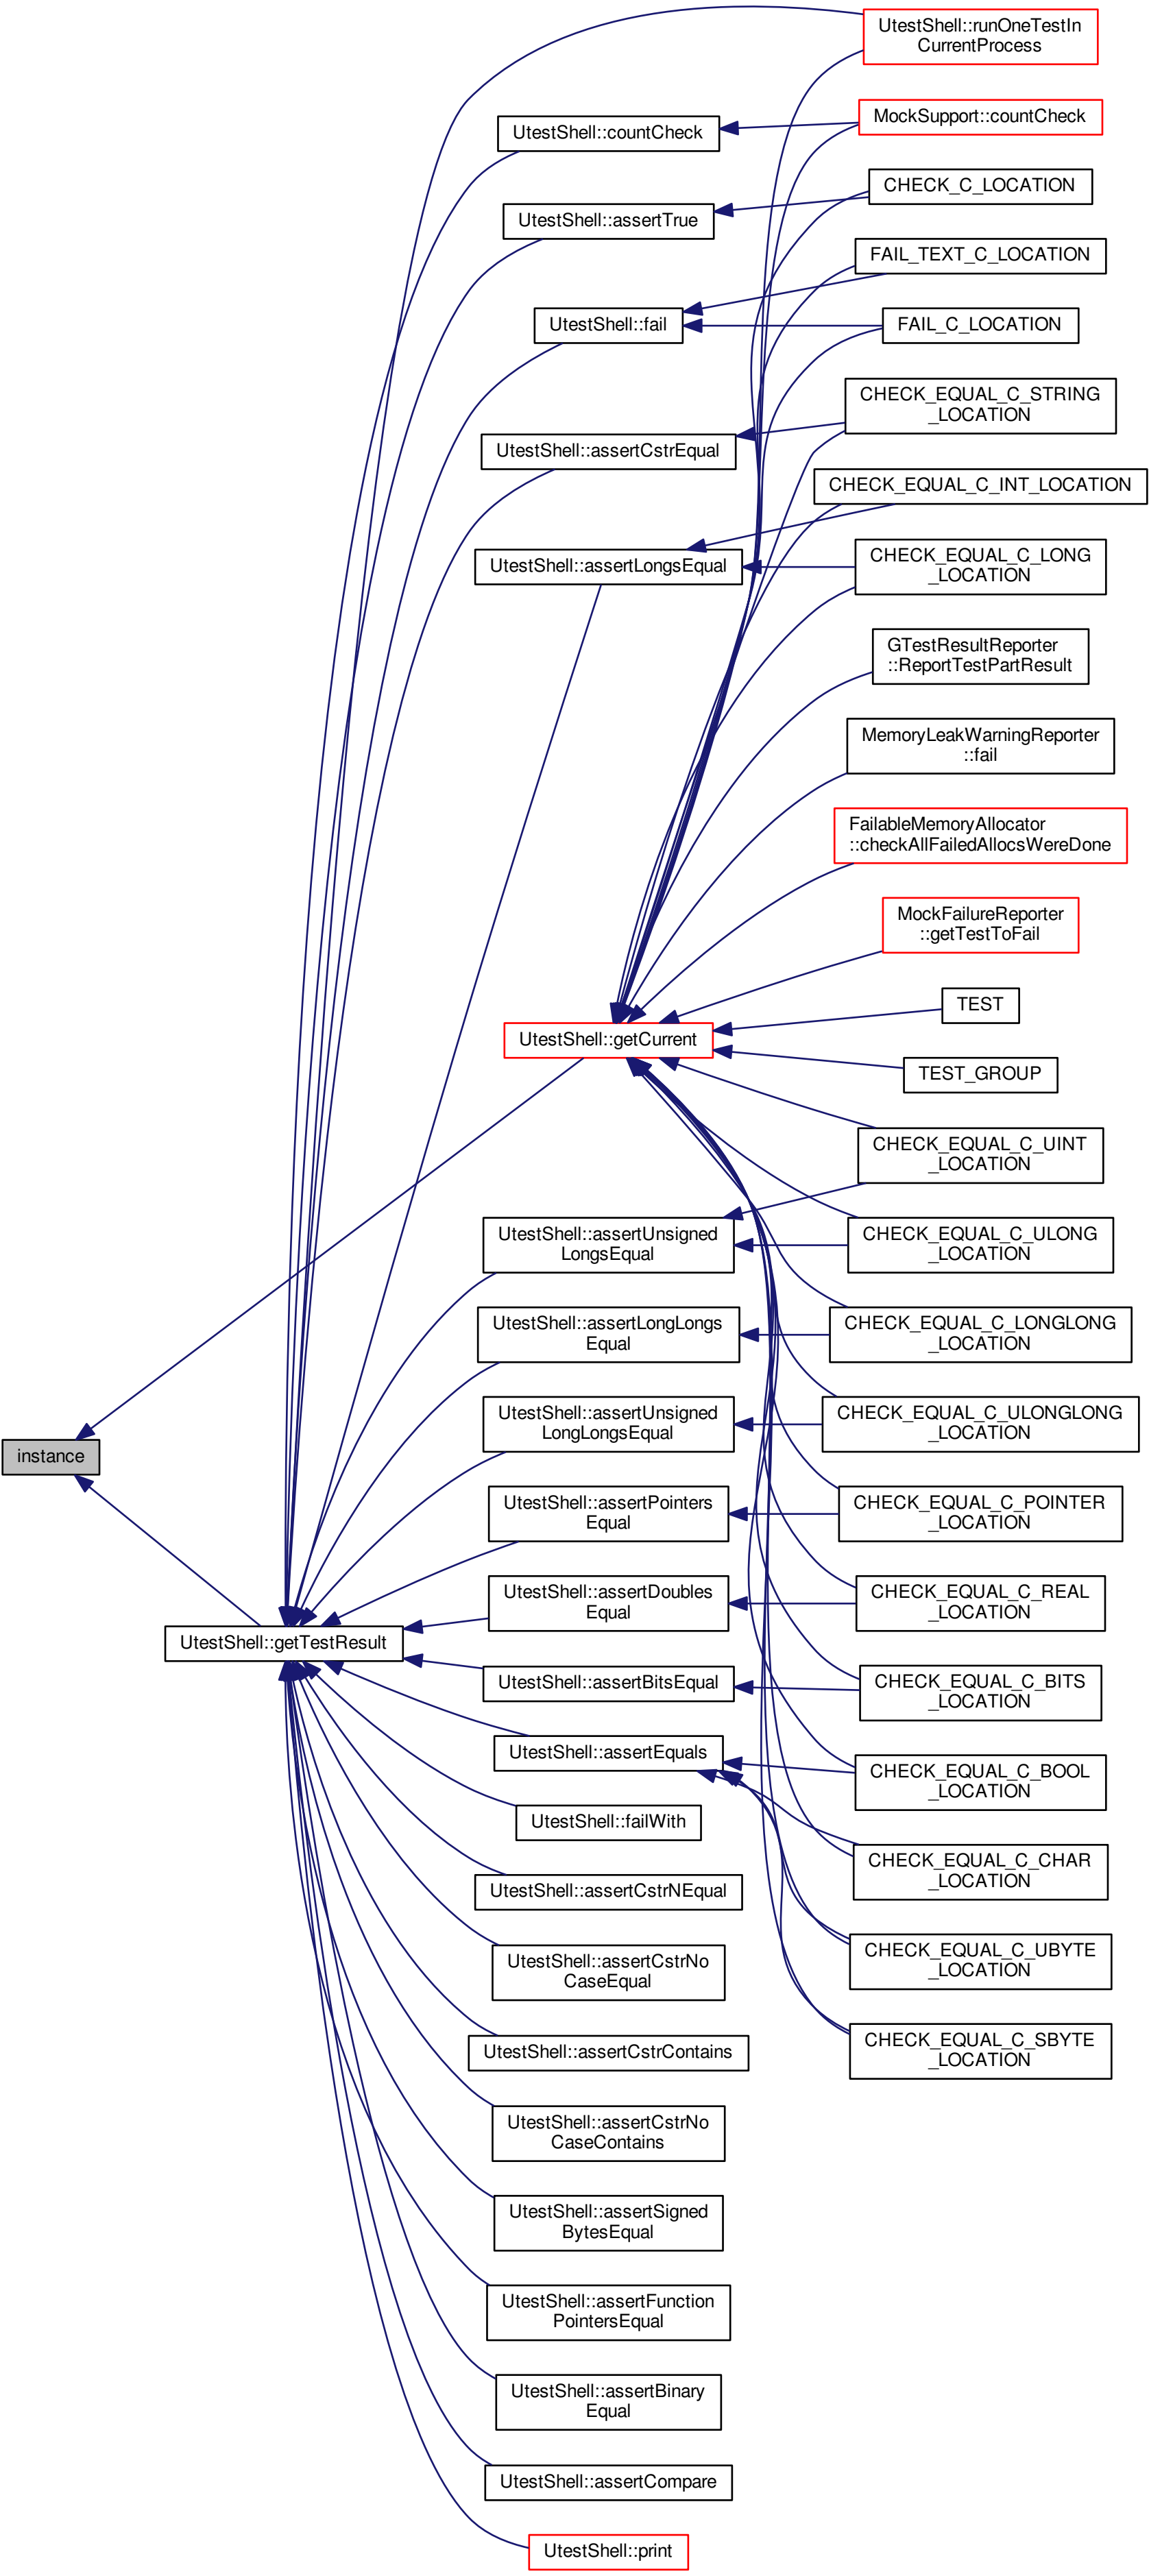 UtestShell::runOneTestIn
CurrentProcess
MockSupport::countCheck
UtestShell::countCheck
CHECK_C_LOCATION
UtestShell::assertTrue
FAIL_TEXT_C_LOCATION
UtestShell::fail
FAIL_C_LOCATION
CHECK_EQUAL_C_STRING
_LOCATION
UtestShell::assertCstrEqual
CHECK_EQUAL_C_INT_LOCATION
UtestShell::assertLongsEqual
CHECK_EQUAL_C_LONG
_LOCATION
GTestResultReporter
::ReportTestPartResult
MemoryLeakWarningReporter
::fail
FailableMemoryAllocator
::checkAllFailedAllocsWereDone
MockFailureReporter
::getTestToFail
TEST
UtestShell::getCurrent
TEST_GROUP
CHECK_EQUAL_C_UINT
_LOCATION
UtestShell::assertUnsigned
LongsEqual
CHECK_EQUAL_C_ULONG
_LOCATION
UtestShell::assertLongLongs
Equal
CHECK_EQUAL_C_LONGLONG
_LOCATION
UtestShell::assertUnsigned
LongLongsEqual
CHECK_EQUAL_C_ULONGLONG
_LOCATION
instance
UtestShell::assertPointers
Equal
CHECK_EQUAL_C_POINTER
_LOCATION
UtestShell::assertDoubles
Equal
CHECK_EQUAL_C_REAL
_LOCATION
UtestShell::getTestResult
UtestShell::assertBitsEqual
CHECK_EQUAL_C_BITS
_LOCATION
UtestShell::assertEquals
CHECK_EQUAL_C_BOOL
_LOCATION
UtestShell::failWith
CHECK_EQUAL_C_CHAR
_LOCATION
UtestShell::assertCstrNEqual
CHECK_EQUAL_C_UBYTE
_LOCATION
UtestShell::assertCstrNo
CaseEqual
CHECK_EQUAL_C_SBYTE
_LOCATION
UtestShell::assertCstrContains
UtestShell::assertCstrNo
CaseContains
UtestShell::assertSigned
BytesEqual
UtestShell::assertFunction
PointersEqual
UtestShell::assertBinary
Equal
UtestShell::assertCompare
UtestShell::print